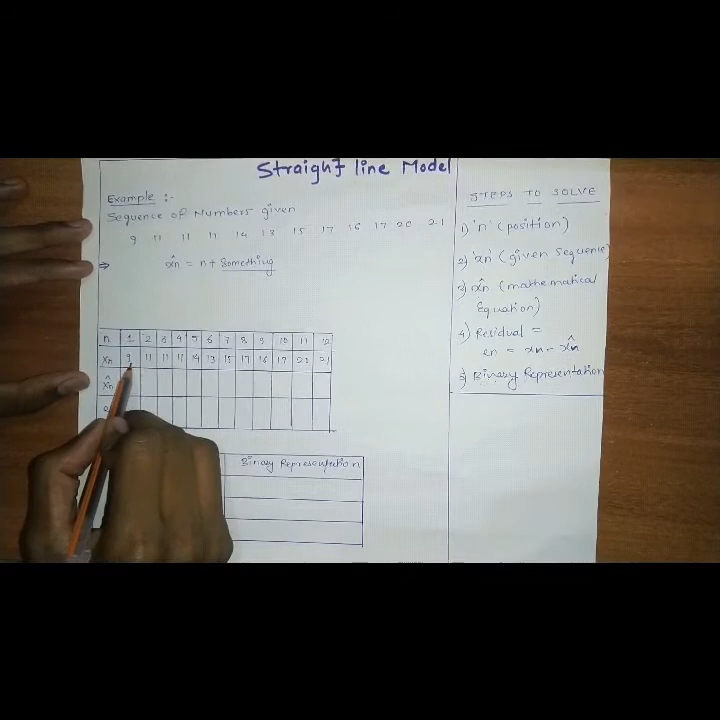 Straight line Model
Example :-
Sequence of Numbers given
9 11 11 11 14 13 15 17 16 17 20 21
⇒ x̂n = n + Something
n 1 2 3 4 5 6 7 8 9 10 11 12
xn 9 11 11 11 14 13 15 17 16 17 20 21
x̂n
Binary Representation
STEPS TO SOLVE
1) 'n' (position)
2) 'xn' (given sequence)
3) x̂n (mathematical
Equation)
4) Residual =
en = xn - x̂n
5) Binary Representation